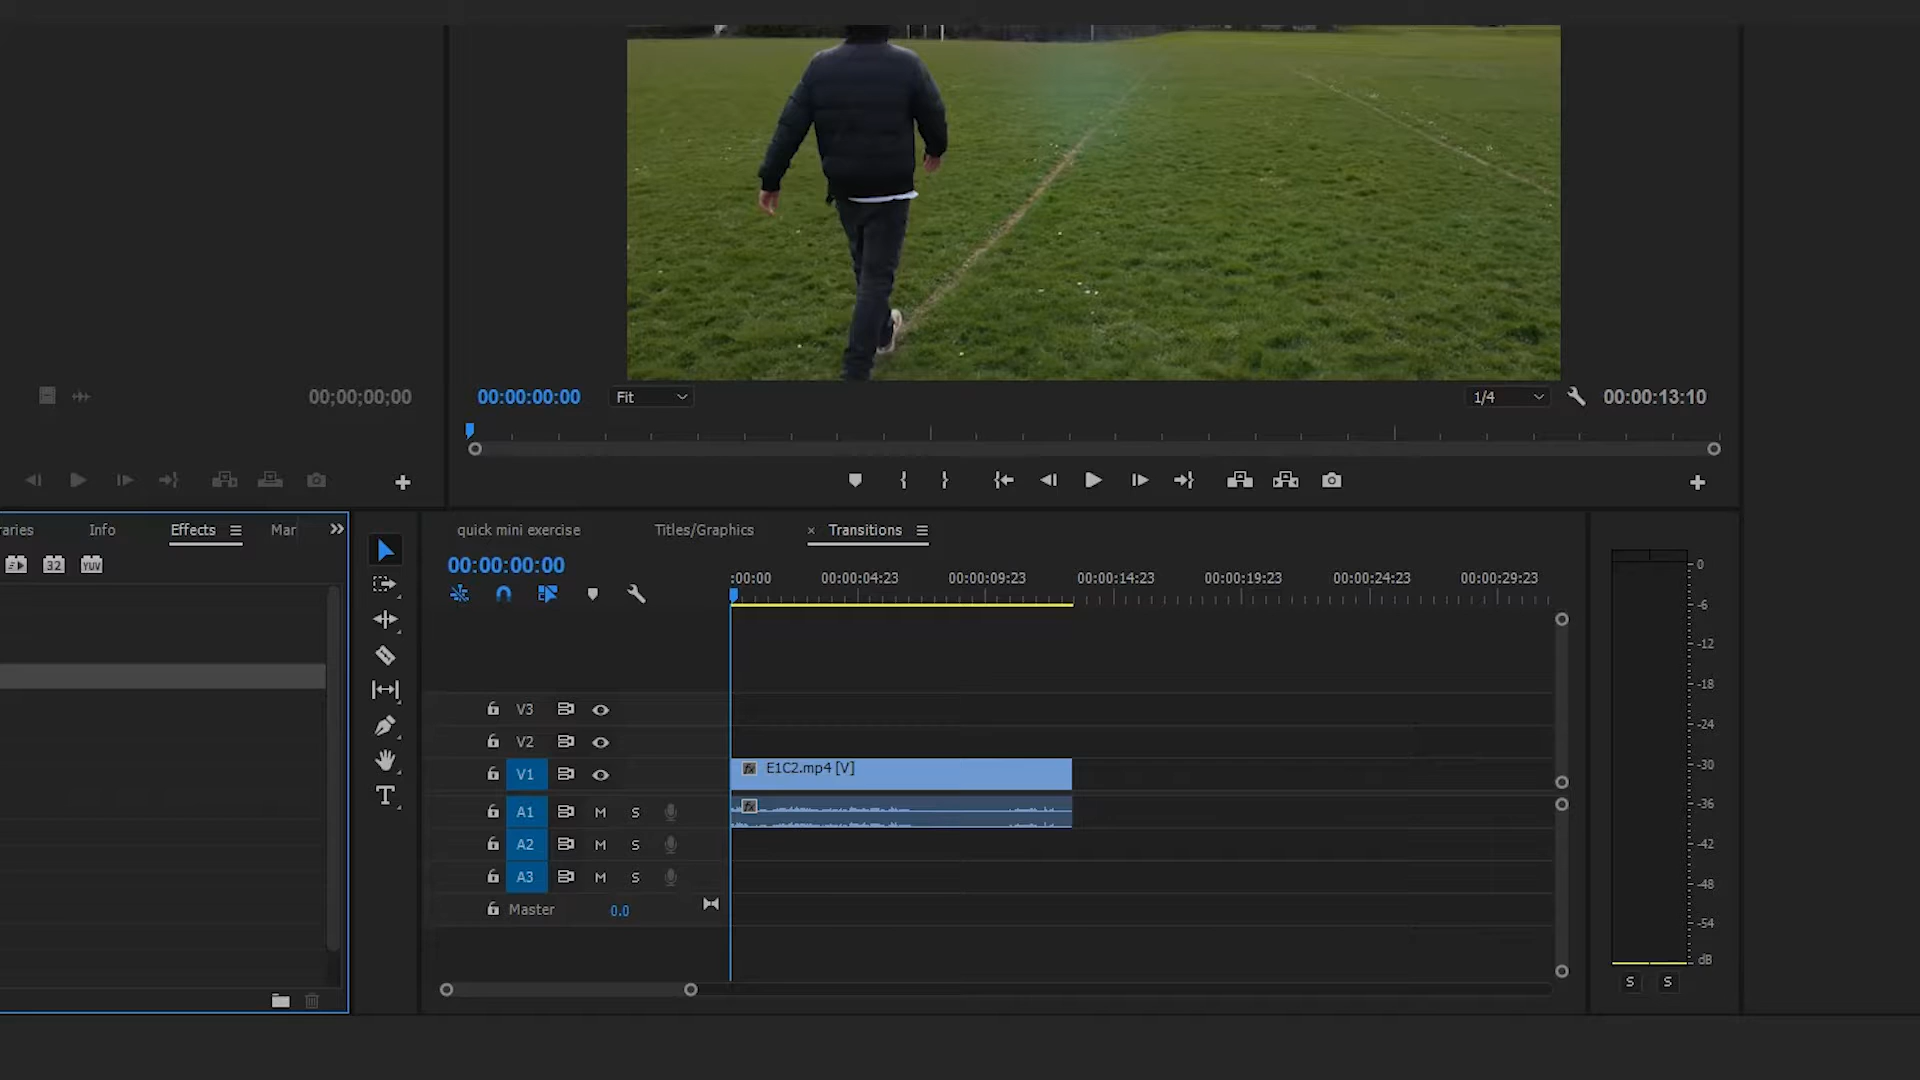 00;00;00;00
00:00:00:00
Fit
1/4
00:00:13:10
raries
Info
Effects
Mar
32
YUV
quick mini exercise
Titles/Graphics
× Transitions
00:00:00:00
:00:00
00:00:04:23
00:00:09:23
00:00:14:23
00:00:19:23
00:00:24:23
00:00:29:23
V3
V2
V1
fx E1C2.mp4 [V]
A1 M S
fx
A2 M S
A3 M S
Master 0.0
0
-6
-12
-18
-24
-30
-36
-42
-48
-54
dB
S S